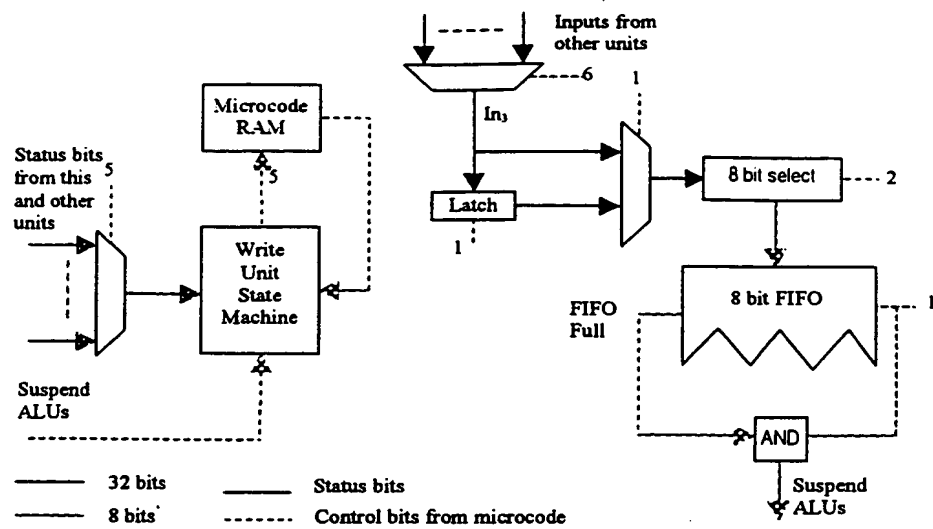 Inputs from
other units
6
1
In₃
Microcode
RAM
5
Status bits
from this
and other
units
5
Write
Unit
State
Machine
Latch
1
8 bit select
2
8 bit FIFO
1
FIFO
Full
AND
Suspend
ALUs
Suspend
ALUs
32 bits
Status bits
8 bits
Control bits from microcode